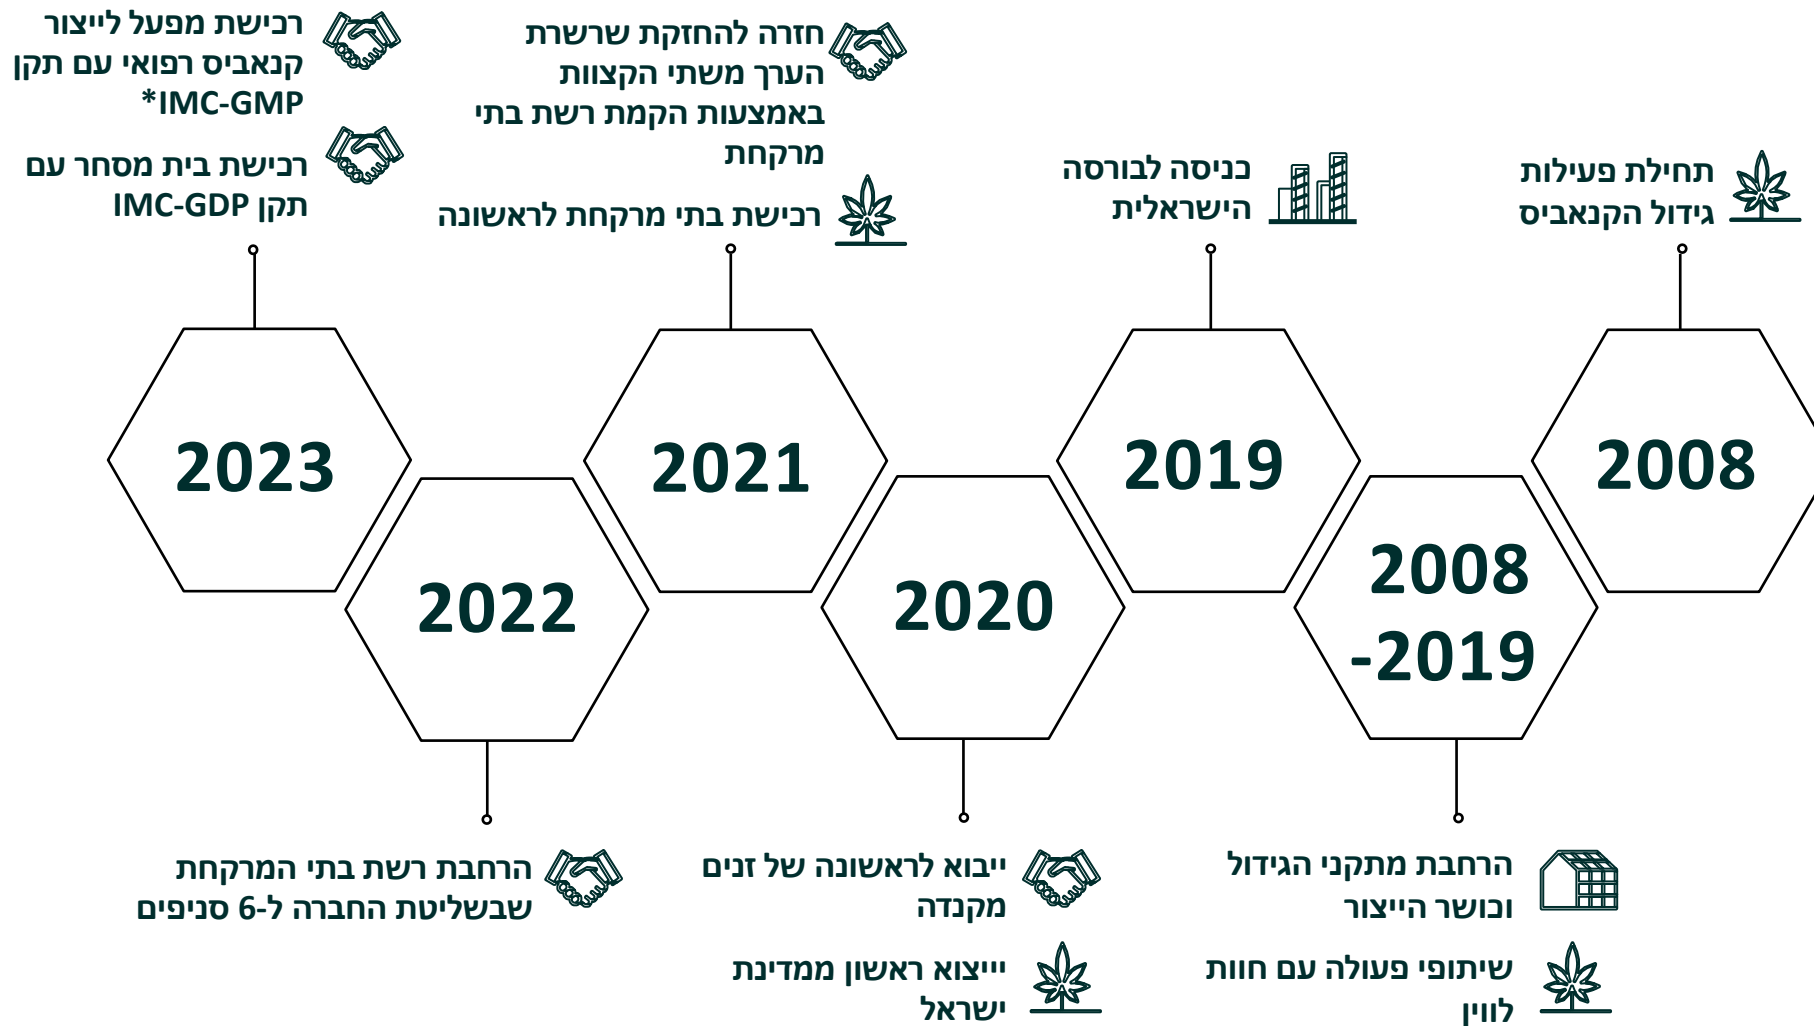 תחילת פעילות
גידול הקנאביס
2008
2008
-2019
הרחבת מתקני הגידול
וכושר הייצור
שיתופי פעולה עם חוות
לווין
כניסה לבורסה
הישראלית
2019
2020
ייבוא לראשונה של זנים
מקנדה
יייצוא ראשון ממדינת
ישראל
חזרה להחזקת שרשרת
הערך משתי הקצוות
באמצעות הקמת רשת בתי
מרקחת
רכישת בתי מרקחת לראשונה
2021
2022
הרחבת רשת בתי המרקחת
שבשליטת החברה ל-6 סניפים
רכישת מפעל לייצור
קנאביס רפואי עם תקן
IMC-GMP*
רכישת בית מסחר עם
תקן IMC-GDP
2023